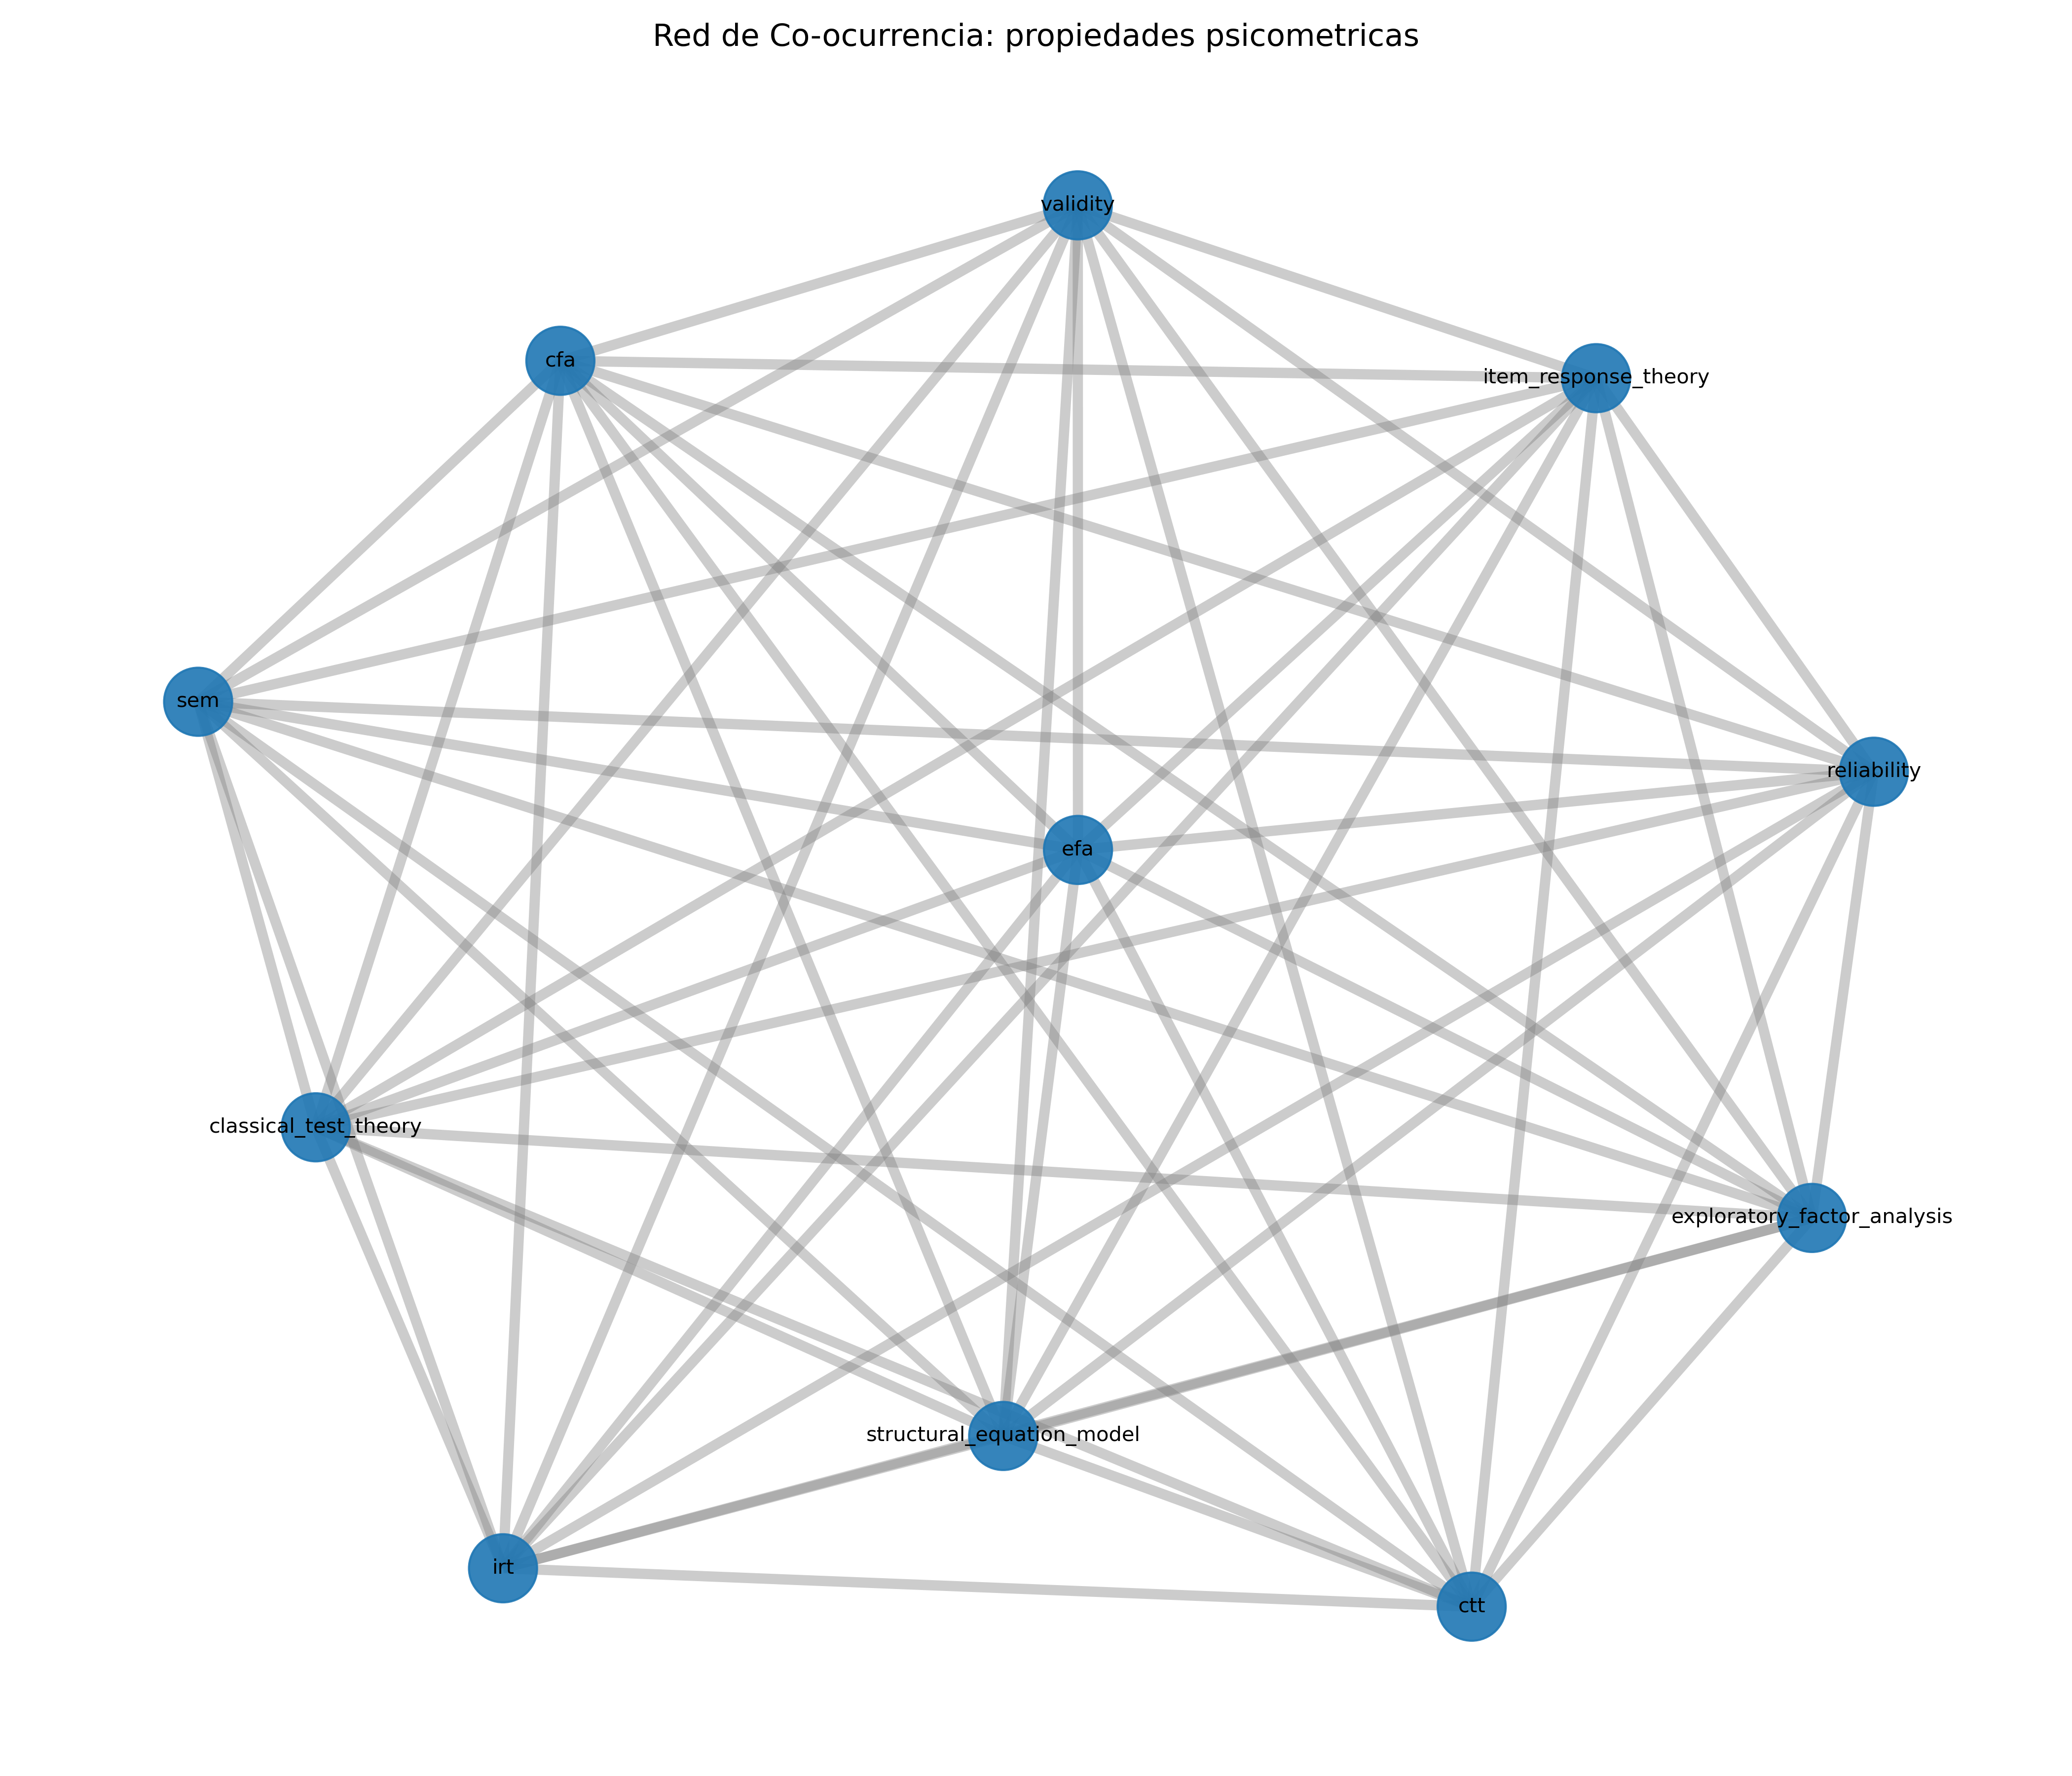 Red de Co-ocurrencia: propiedades psicometricas
validity
cfa
item_response_theory
sem
reliability
efa
classical_test_theory
exploratory_factor_analysis
structural_equation_model
irt
ctt